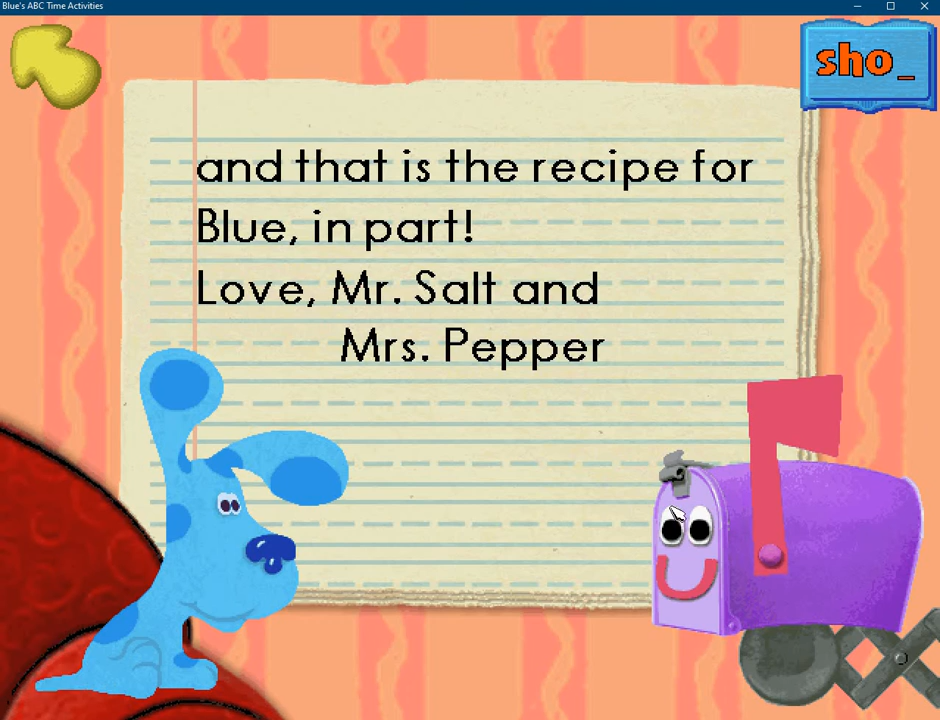 Blue's ABC Time Activities
sho_
and that is the recipe for
Blue, in part!
Love, Mr. Salt and
Mrs. Pepper